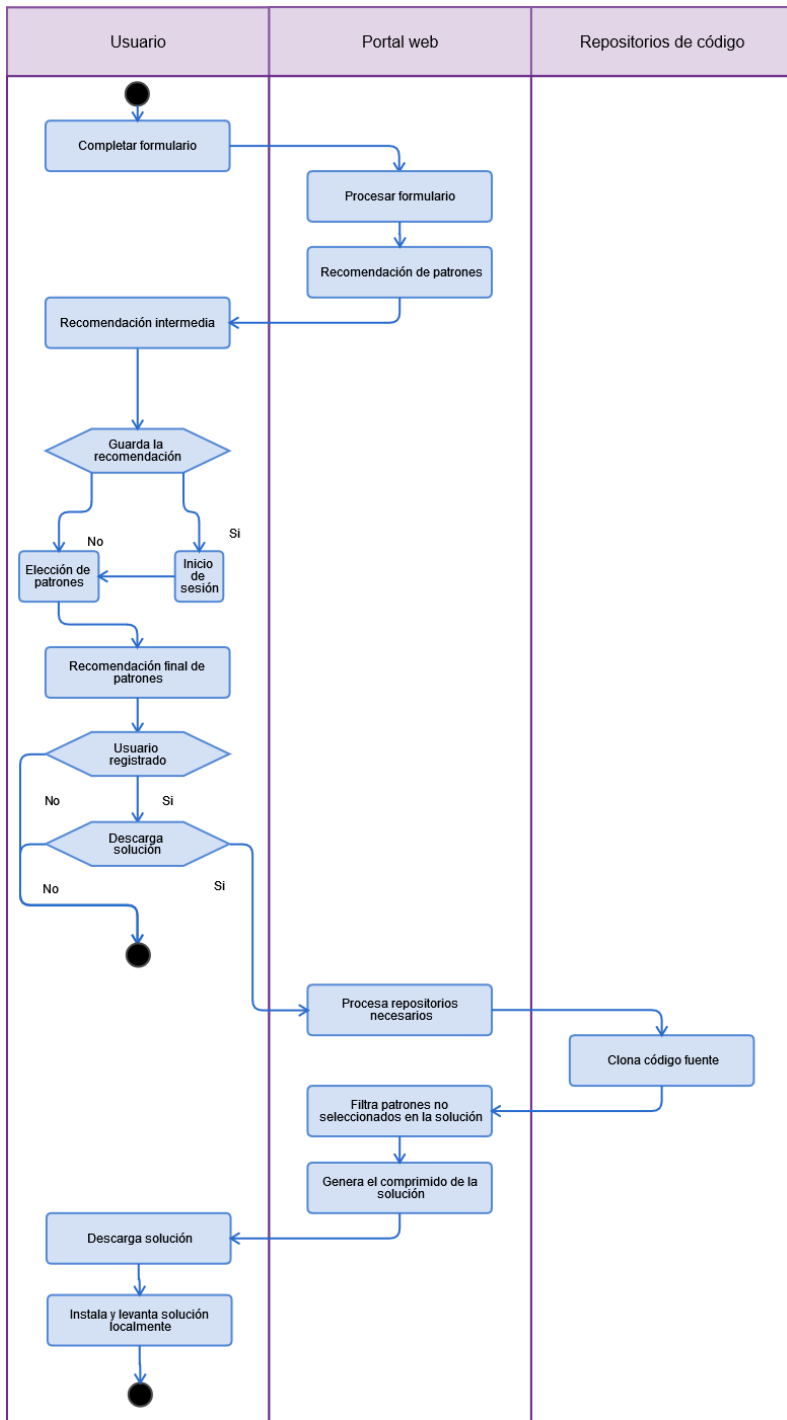 Usuario
Portal web
Repositorios de código
Completar formulario
Procesar formulario
Recomendación de patrones
Recomendación intermedia
Guarda la
recomendación
No
Si
Elección de
patrones
Inicio
de
sesión
Recomendación final de
patrones
Usuario
registrado
No
Si
Descarga
solución
No
Si
Procesa repositorios
necesarios
Clona código fuente
Filtra patrones no
seleccionados en la solución
Genera el comprimido de la
solución
Descarga solución
Instala y levanta solución
localmente